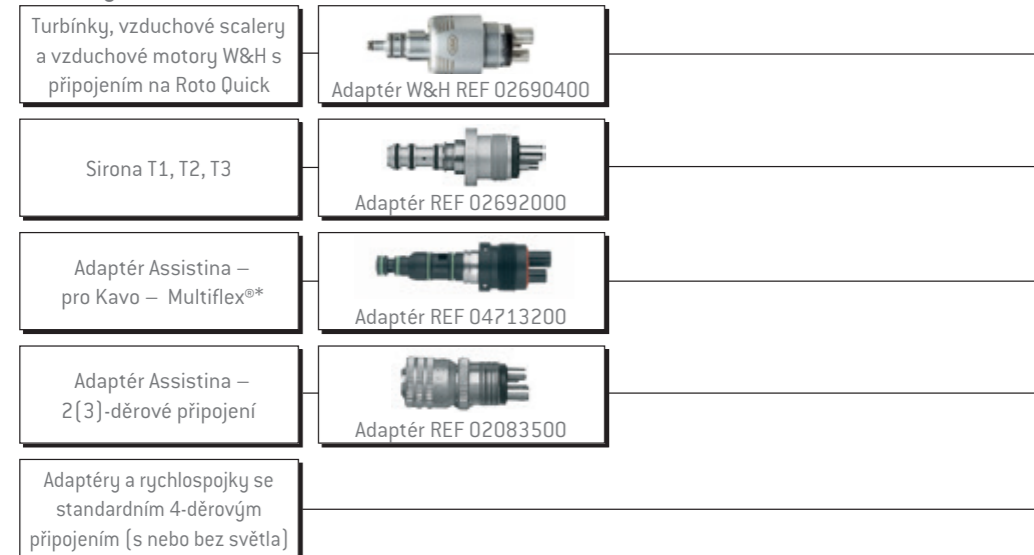 Turbínky, vzduchové scalery
a vzduchové motory W&H s
připojením na Roto Quick
Adaptér W&H REF 02690400
Sirona T1, T2, T3
Adaptér REF 02692000
Adaptér Assistina –
pro Kavo – Multiflex®*
Adaptér REF 04713200
Adaptér Assistina –
2(3)-děrové připojení
Adaptér REF 02083500
Adaptéry a rychlospojky se
standardním 4-děrovým
připojením (s nebo bez světla)